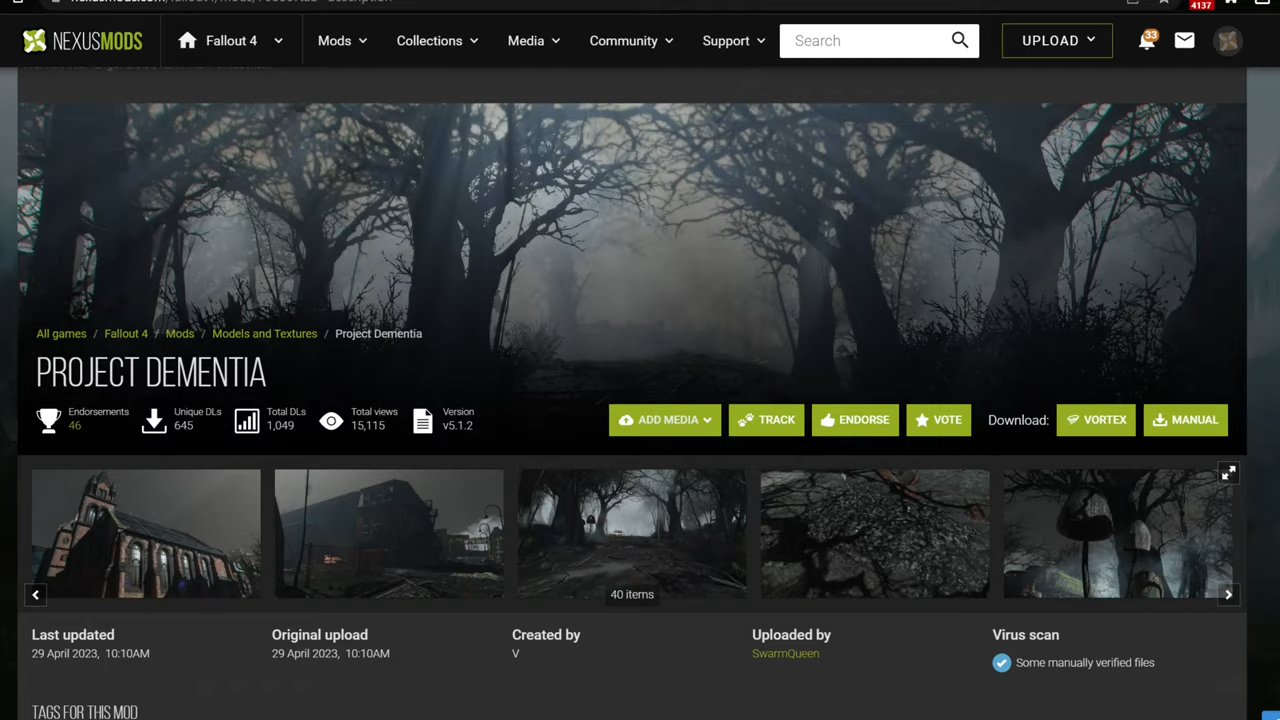 4137
NEXUSMODS
Fallout 4
Mods
Collections
Media
Community
Support
Search
UPLOAD
33
All games / Fallout 4 / Mods / Models and Textures / Project Dementia
PROJECT DEMENTIA
Endorsements
46
Unique DLs
645
Total DLs
1,049
Total views
15,115
Version
v5.1.2
ADD MEDIA
TRACK
ENDORSE
VOTE
Download:
VORTEX
MANUAL
40 items
Last updated
29 April 2023, 10:10AM
Original upload
29 April 2023, 10:10AM
Created by
V
Uploaded by
SwarmQueen
Virus scan
Some manually verified files
TAGS FOR THIS MOD